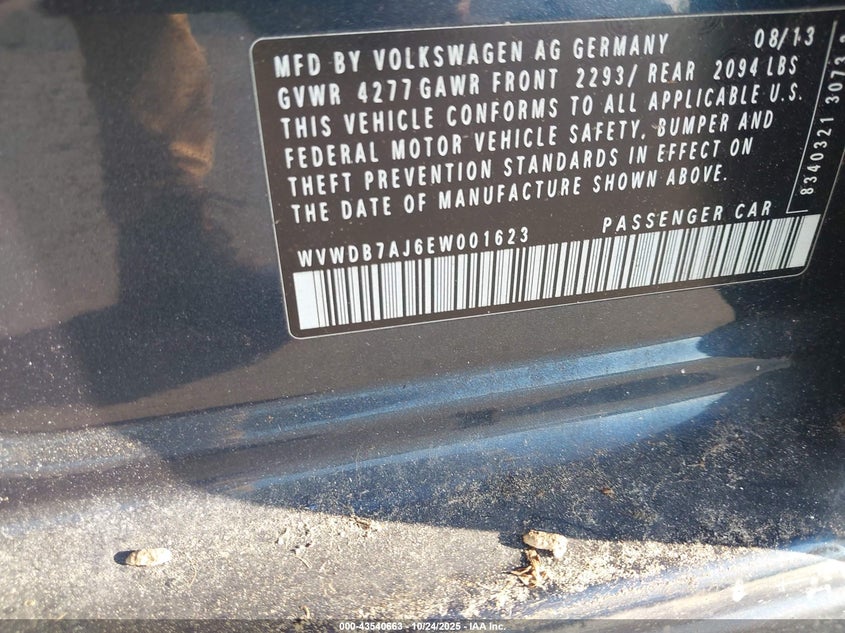 MFD BY VOLKSWAGEN AG GERMANY 08/13
GVWR 4277 GAWR FRONT 2293/ REAR 2094 LBS
THIS VEHICLE CONFORMS TO ALL APPLICABLE U.S.
FEDERAL MOTOR VEHICLE SAFETY, BUMPER AND
THEFT PREVENTION STANDARDS IN EFFECT ON
THE DATE OF MANUFACTURE SHOWN ABOVE.
WVWDB7AJ6EW001623 PASSENGER CAR
8340321 3073
000-43540663 - 10/24/2025 - IAA Inc.